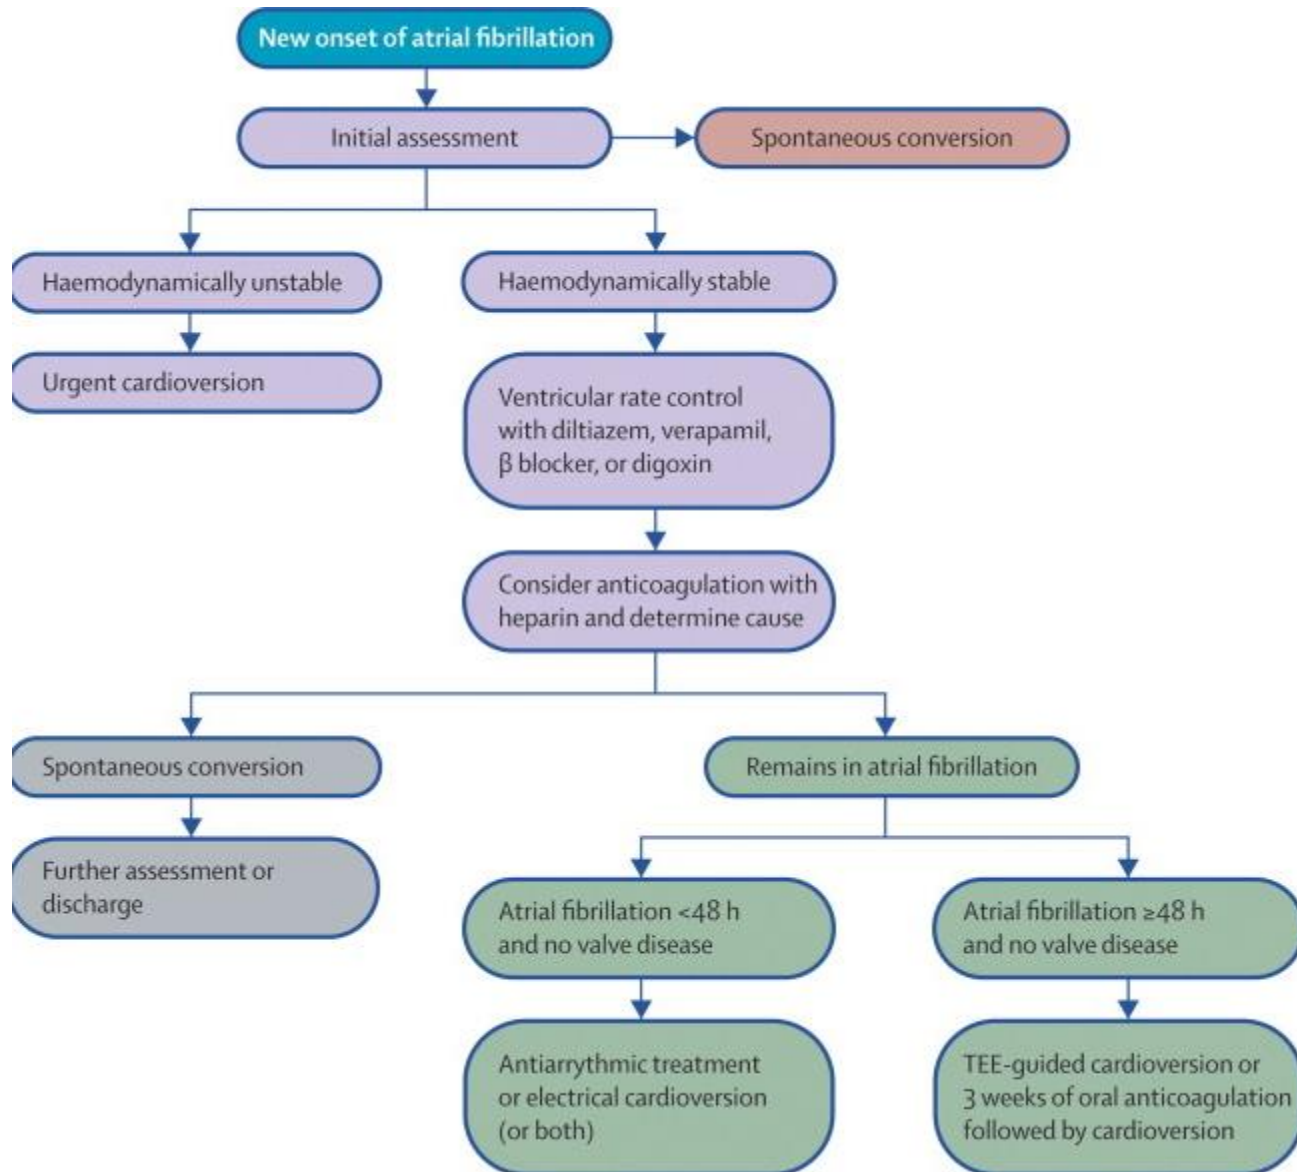 New onset of atrial fibrillation
Initial assessment
Spontaneous conversion
Haemodynamically unstable
Haemodynamically stable
Urgent cardioversion
Ventricular rate control
with diltiazem, verapamil,
β blocker, or digoxin
Consider anticoagulation with
heparin and determine cause
Spontaneous conversion
Remains in atrial fibrillation
Further assessment or
discharge
Atrial fibrillation <48 h
and no valve disease
Atrial fibrillation ≥48 h
and no valve disease
Antiarrythmic treatment
or electrical cardioversion
(or both)
TEE-guided cardioversion or
3 weeks of oral anticoagulation
followed by cardioversion